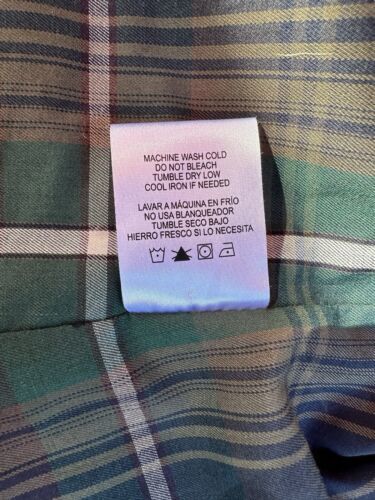 MACHINE WASH COLD
DO NOT BLEACH
TUMBLE DRY LOW
COOL IRON IF NEEDED
LAVAR A MÁQUINA EN FRÍO
NO USA BLANQUEADOR
TUMBLE SECO BAJO
HIERRO FRESCO SI LO NECESITA